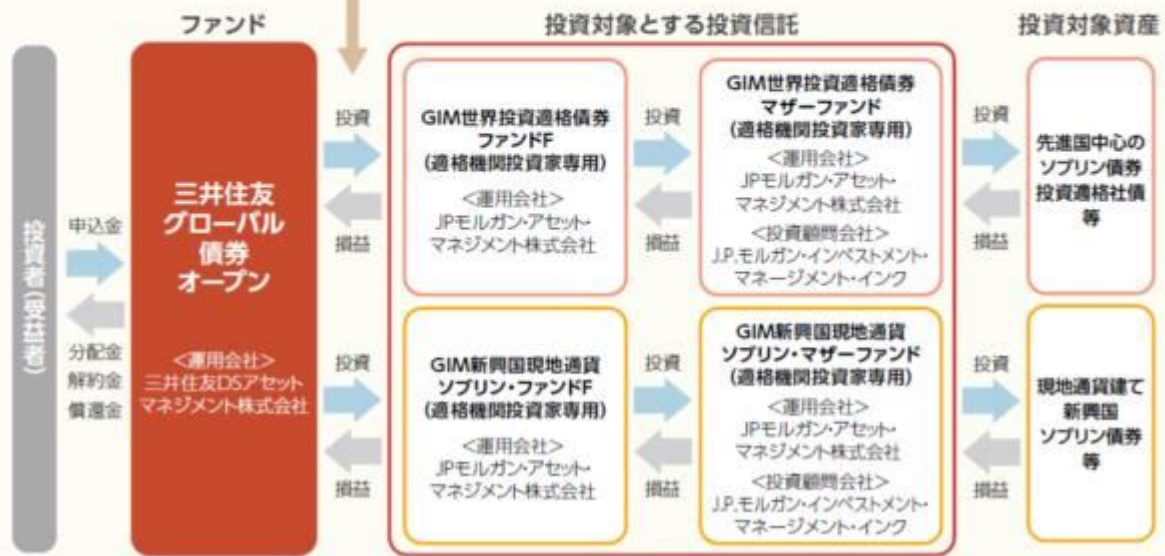 ファンド
投資対象とする投資信託
投資対象資産
投資者(受益者)
申込金
分配金
解約金
償還金
三井住友
グローバル
債券
オープン
<運用会社>
三井住友DSアセット
マネジメント株式会社
投資
損益
GIM世界投資適格債券
ファンドF
(適格機関投資家専用)
<運用会社>
JPモルガン・アセット・
マネジメント株式会社
投資
損益
GIM世界投資適格債券
マザーファンド
(適格機関投資家専用)
<運用会社>
JPモルガン・アセット・
マネジメント株式会社
<投資顧問会社>
J.P.モルガン・インベストメント・
マネージメント・インク
投資
損益
先進国中心の
ソブリン債券
投資適格社債
等
投資
損益
GIM新興国現地通貨
ソブリン・ファンドF
(適格機関投資家専用)
<運用会社>
JPモルガン・アセット・
マネジメント株式会社
投資
損益
GIM新興国現地通貨
ソブリン・マザーファンド
(適格機関投資家専用)
<運用会社>
JPモルガン・アセット・
マネジメント株式会社
<投資顧問会社>
J.P.モルガン・インベストメント・
マネージメント・インク
投資
損益
現地通貨建て
新興国
ソブリン債券
等